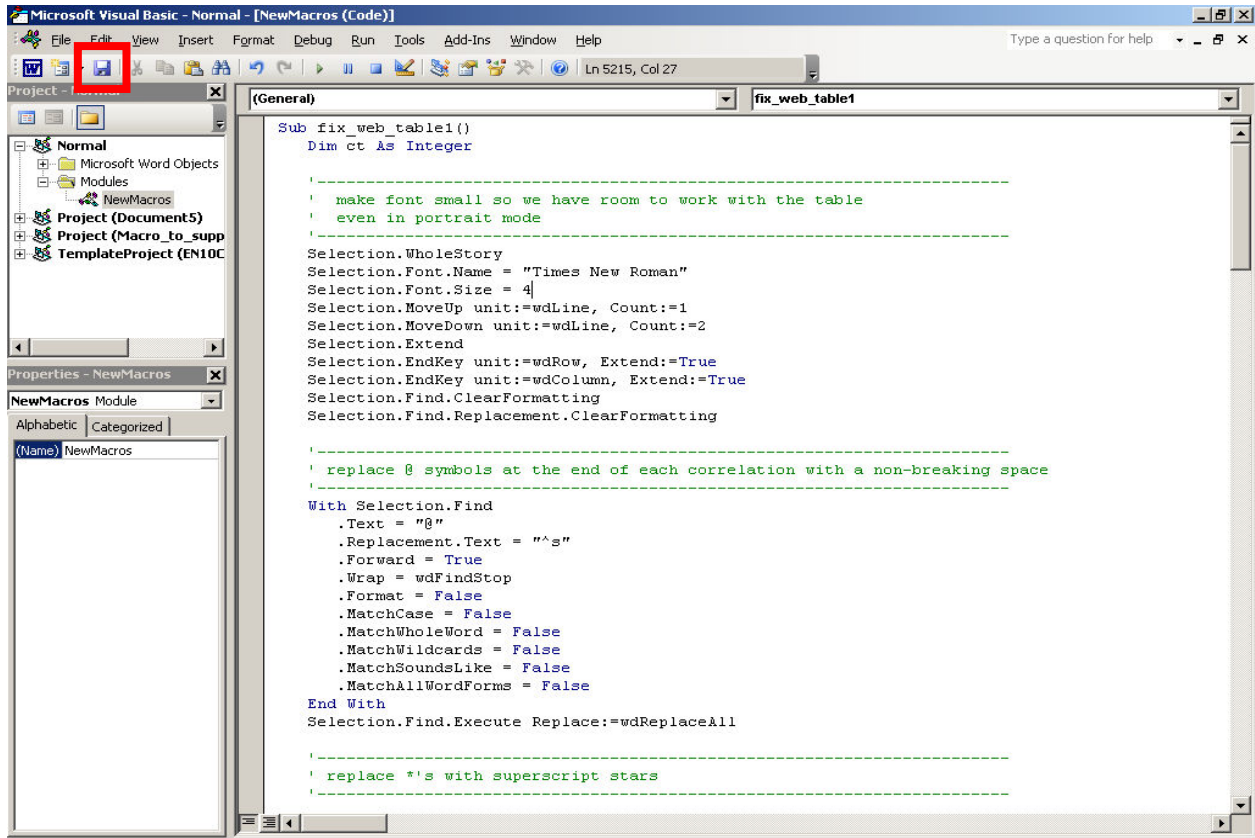 Microsoft Visual Basic - Normal - [NewMacros (Code)]
File Edit View Insert Format Debug Run Tools Add-Ins Window Help Type a question for help
Ln 5215, Col 27
Project - Normal
(General) fix_web_table1
Normal
Microsoft Word Objects
Modules
NewMacros
Project (Document5)
Project (Macro_to_supp
TemplateProject (EN10C
Properties - NewMacros
NewMacros Module
Alphabetic Categorized
(Name) NewMacros
Sub fix_web_table1()
Dim ct As Integer
'----------------------------------------------------------------------
' make font small so we have room to work with the table
' even in portrait mode
'----------------------------------------------------------------------
Selection.WholeStory
Selection.Font.Name = "Times New Roman"
Selection.Font.Size = 4
Selection.MoveUp unit:=wdLine, Count:=1
Selection.MoveDown unit:=wdLine, Count:=2
Selection.Extend
Selection.EndKey unit:=wdRow, Extend:=True
Selection.EndKey unit:=wdColumn, Extend:=True
Selection.Find.ClearFormatting
Selection.Find.Replacement.ClearFormatting
'----------------------------------------------------------------------
' replace @ symbols at the end of each correlation with a non-breaking space
'----------------------------------------------------------------------
With Selection.Find
.Text = "@"
.Replacement.Text = "^s"
.Forward = True
.Wrap = wdFindStop
.Format = False
.MatchCase = False
.MatchWholeWord = False
.MatchWildcards = False
.MatchSoundsLike = False
.MatchAllWordForms = False
End With
Selection.Find.Execute Replace:=wdReplaceAll
'----------------------------------------------------------------------
' replace *'s with superscript stars
'----------------------------------------------------------------------